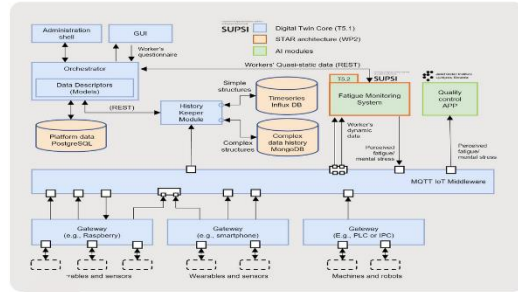 Administration
shell
GUI
SUPSI
Digital Twin Core (T5.1)
STAR architecture (WP2)
AI modules
Worker's
questionnaire
Orchestrator
Data Descriptors
(Models)
Workers' Quasi-static data (REST)
(REST)
Simple
structures
Timeseries
Influx DB
T5.2
SUPSI
Fatigue Monitoring
System
Quality
control
History
Keeper
Module
Platform data
PostgreSQL
Complex
structures
Complex
data history
MongoDB
Worker's
dynamic
data
Perceived
fatigue/
mental stress
Perceived
fatigue/
mental stress
MQTT IoT Middleware
Gateway
(e.g., Raspberry)
Gateway
(e.g., smartphone)
Gateway
(E.g., PLC or IPC)
and sensors
Wearables and sensors
Machines and robots